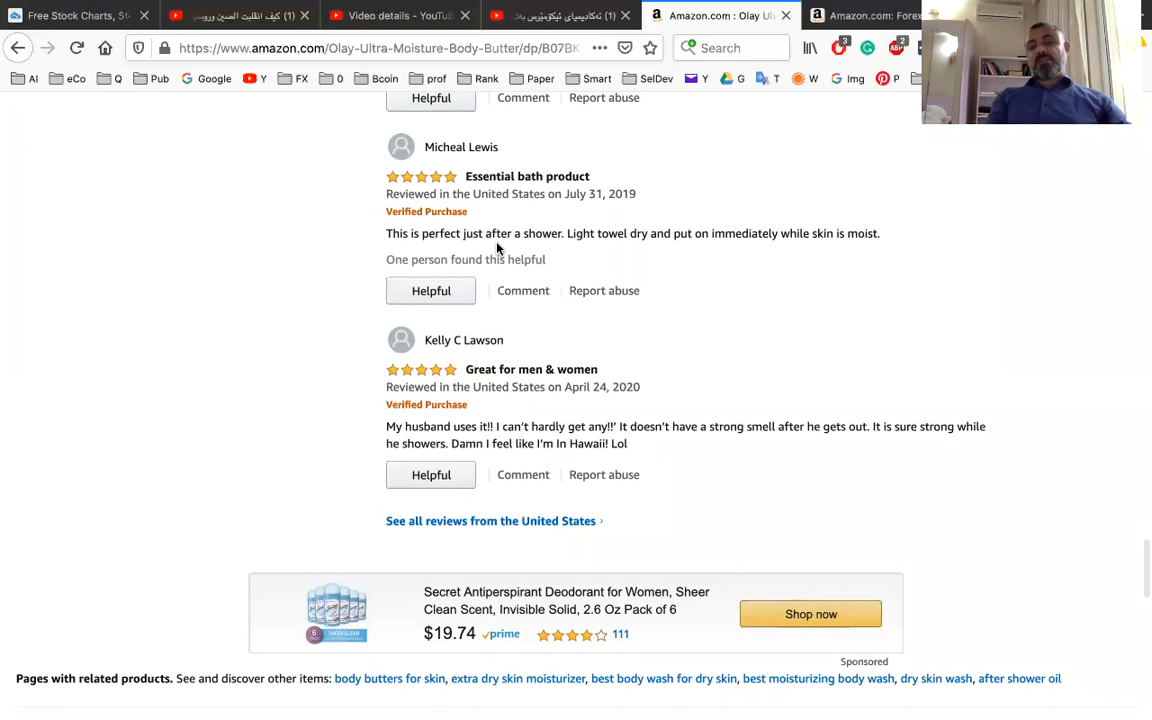 Free Stock Charts, St
(1) كيف انقلبت الصين وروسي
Video details - YouTu
(1) ئەکادیمیای ئیکۆمێرس بەد
Amazon.com : Olay Ul
Amazon.com: Forex
https://www.amazon.com/Olay-Ultra-Moisture-Body-Butter/dp/B07BK
Search
3
2
AI
eCo
Q
Pub
Google
Y
FX
0
Bcoin
prof
Rank
Paper
Smart
SelDev
Y
G
T
W
Img
P
Helpful
Comment
Report abuse
Micheal Lewis
Essential bath product
Reviewed in the United States on July 31, 2019
Verified Purchase
This is perfect just after a shower. Light towel dry and put on immediately while skin is moist.
One person found this helpful
Helpful
Comment
Report abuse
Kelly C Lawson
Great for men & women
Reviewed in the United States on April 24, 2020
Verified Purchase
My husband uses it!! I can’t hardly get any!!’ It doesn’t have a strong smell after he gets out. It is sure strong while
he showers. Damn I feel like I’m In Hawaii! Lol
Helpful
Comment
Report abuse
See all reviews from the United States ›
Secret Antiperspirant Deodorant for Women, Sheer
Clean Scent, Invisible Solid, 2.6 Oz Pack of 6
$19.74 prime 111
Shop now
Sponsored
Pages with related products. See and discover other items: body butters for skin, extra dry skin moisturizer, best body wash for dry skin, best moisturizing body wash, dry skin wash, after shower oil